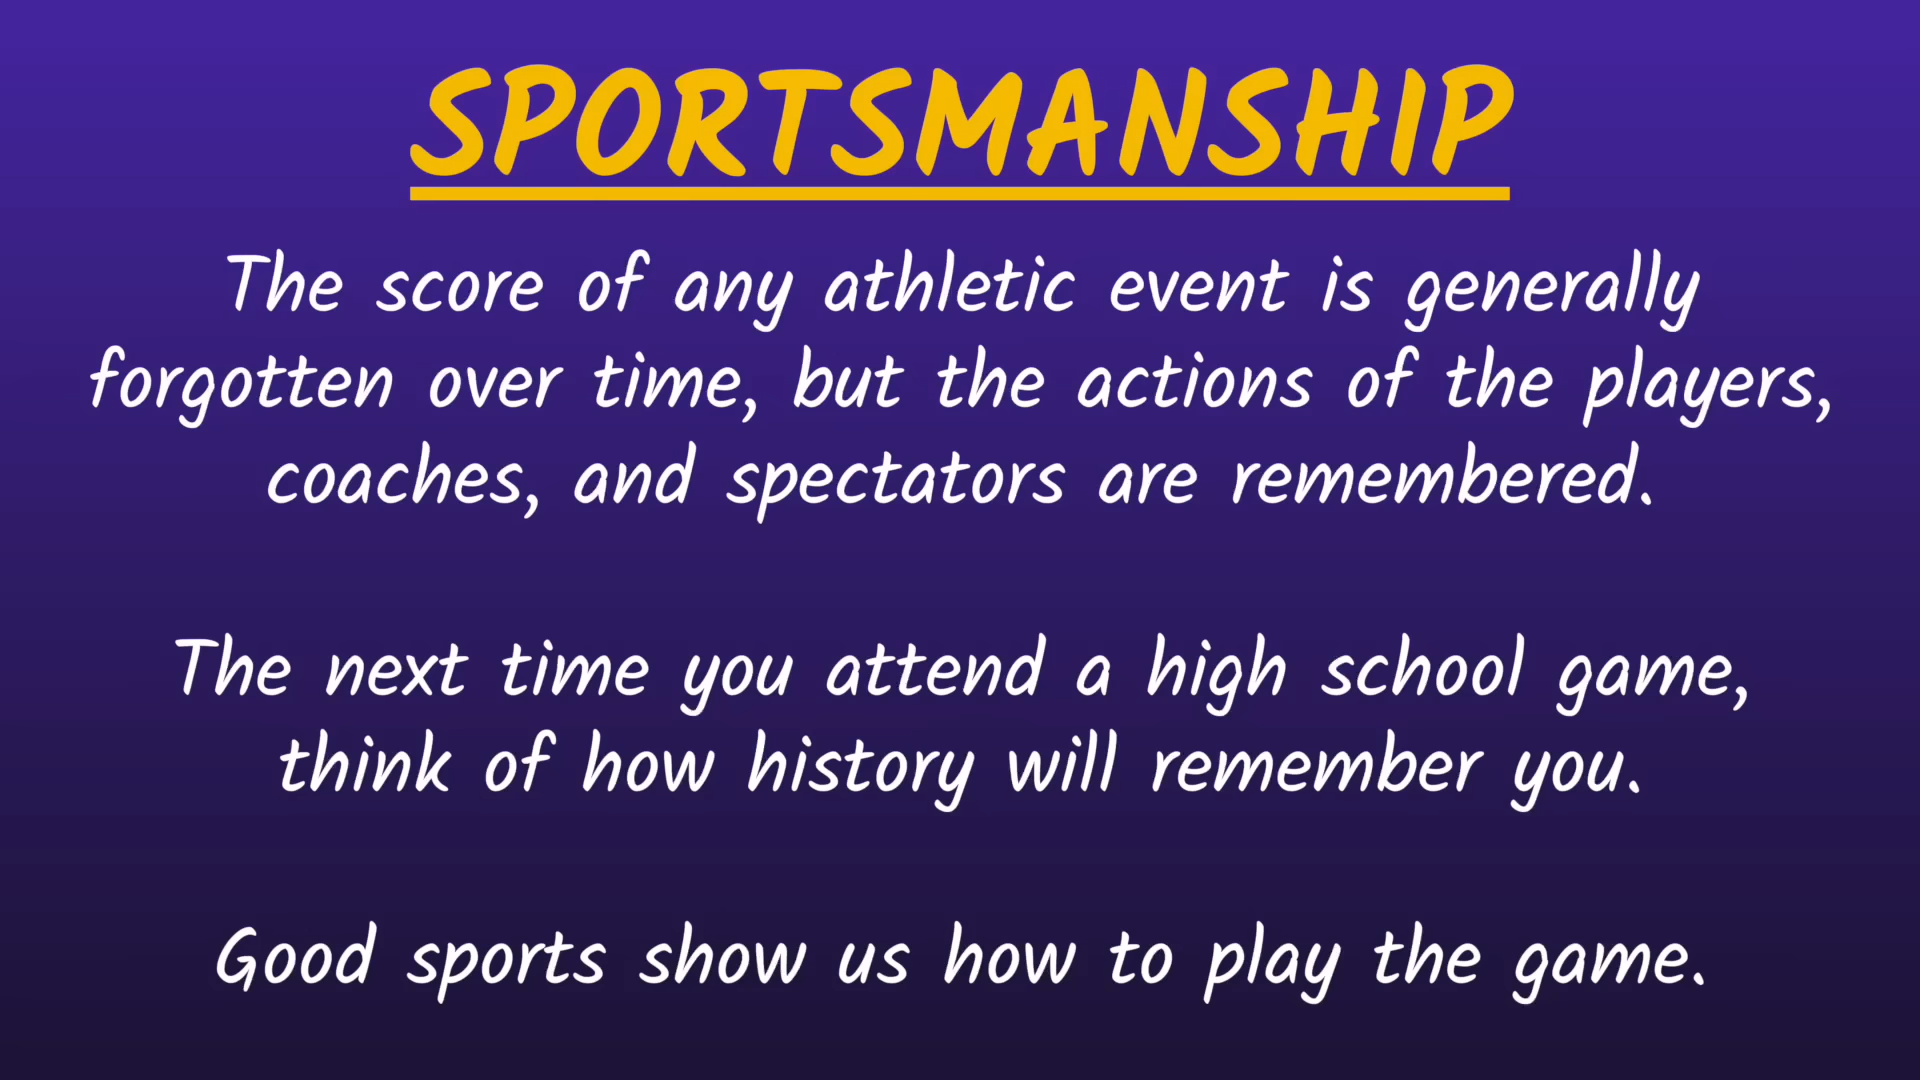 SPORTSMANSHIP
The score of any athletic event is generally
forgotten over time, but the actions of the players,
coaches, and spectators are remembered.
The next time you attend a high school game,
think of how history will remember you.
Good sports show us how to play the game.